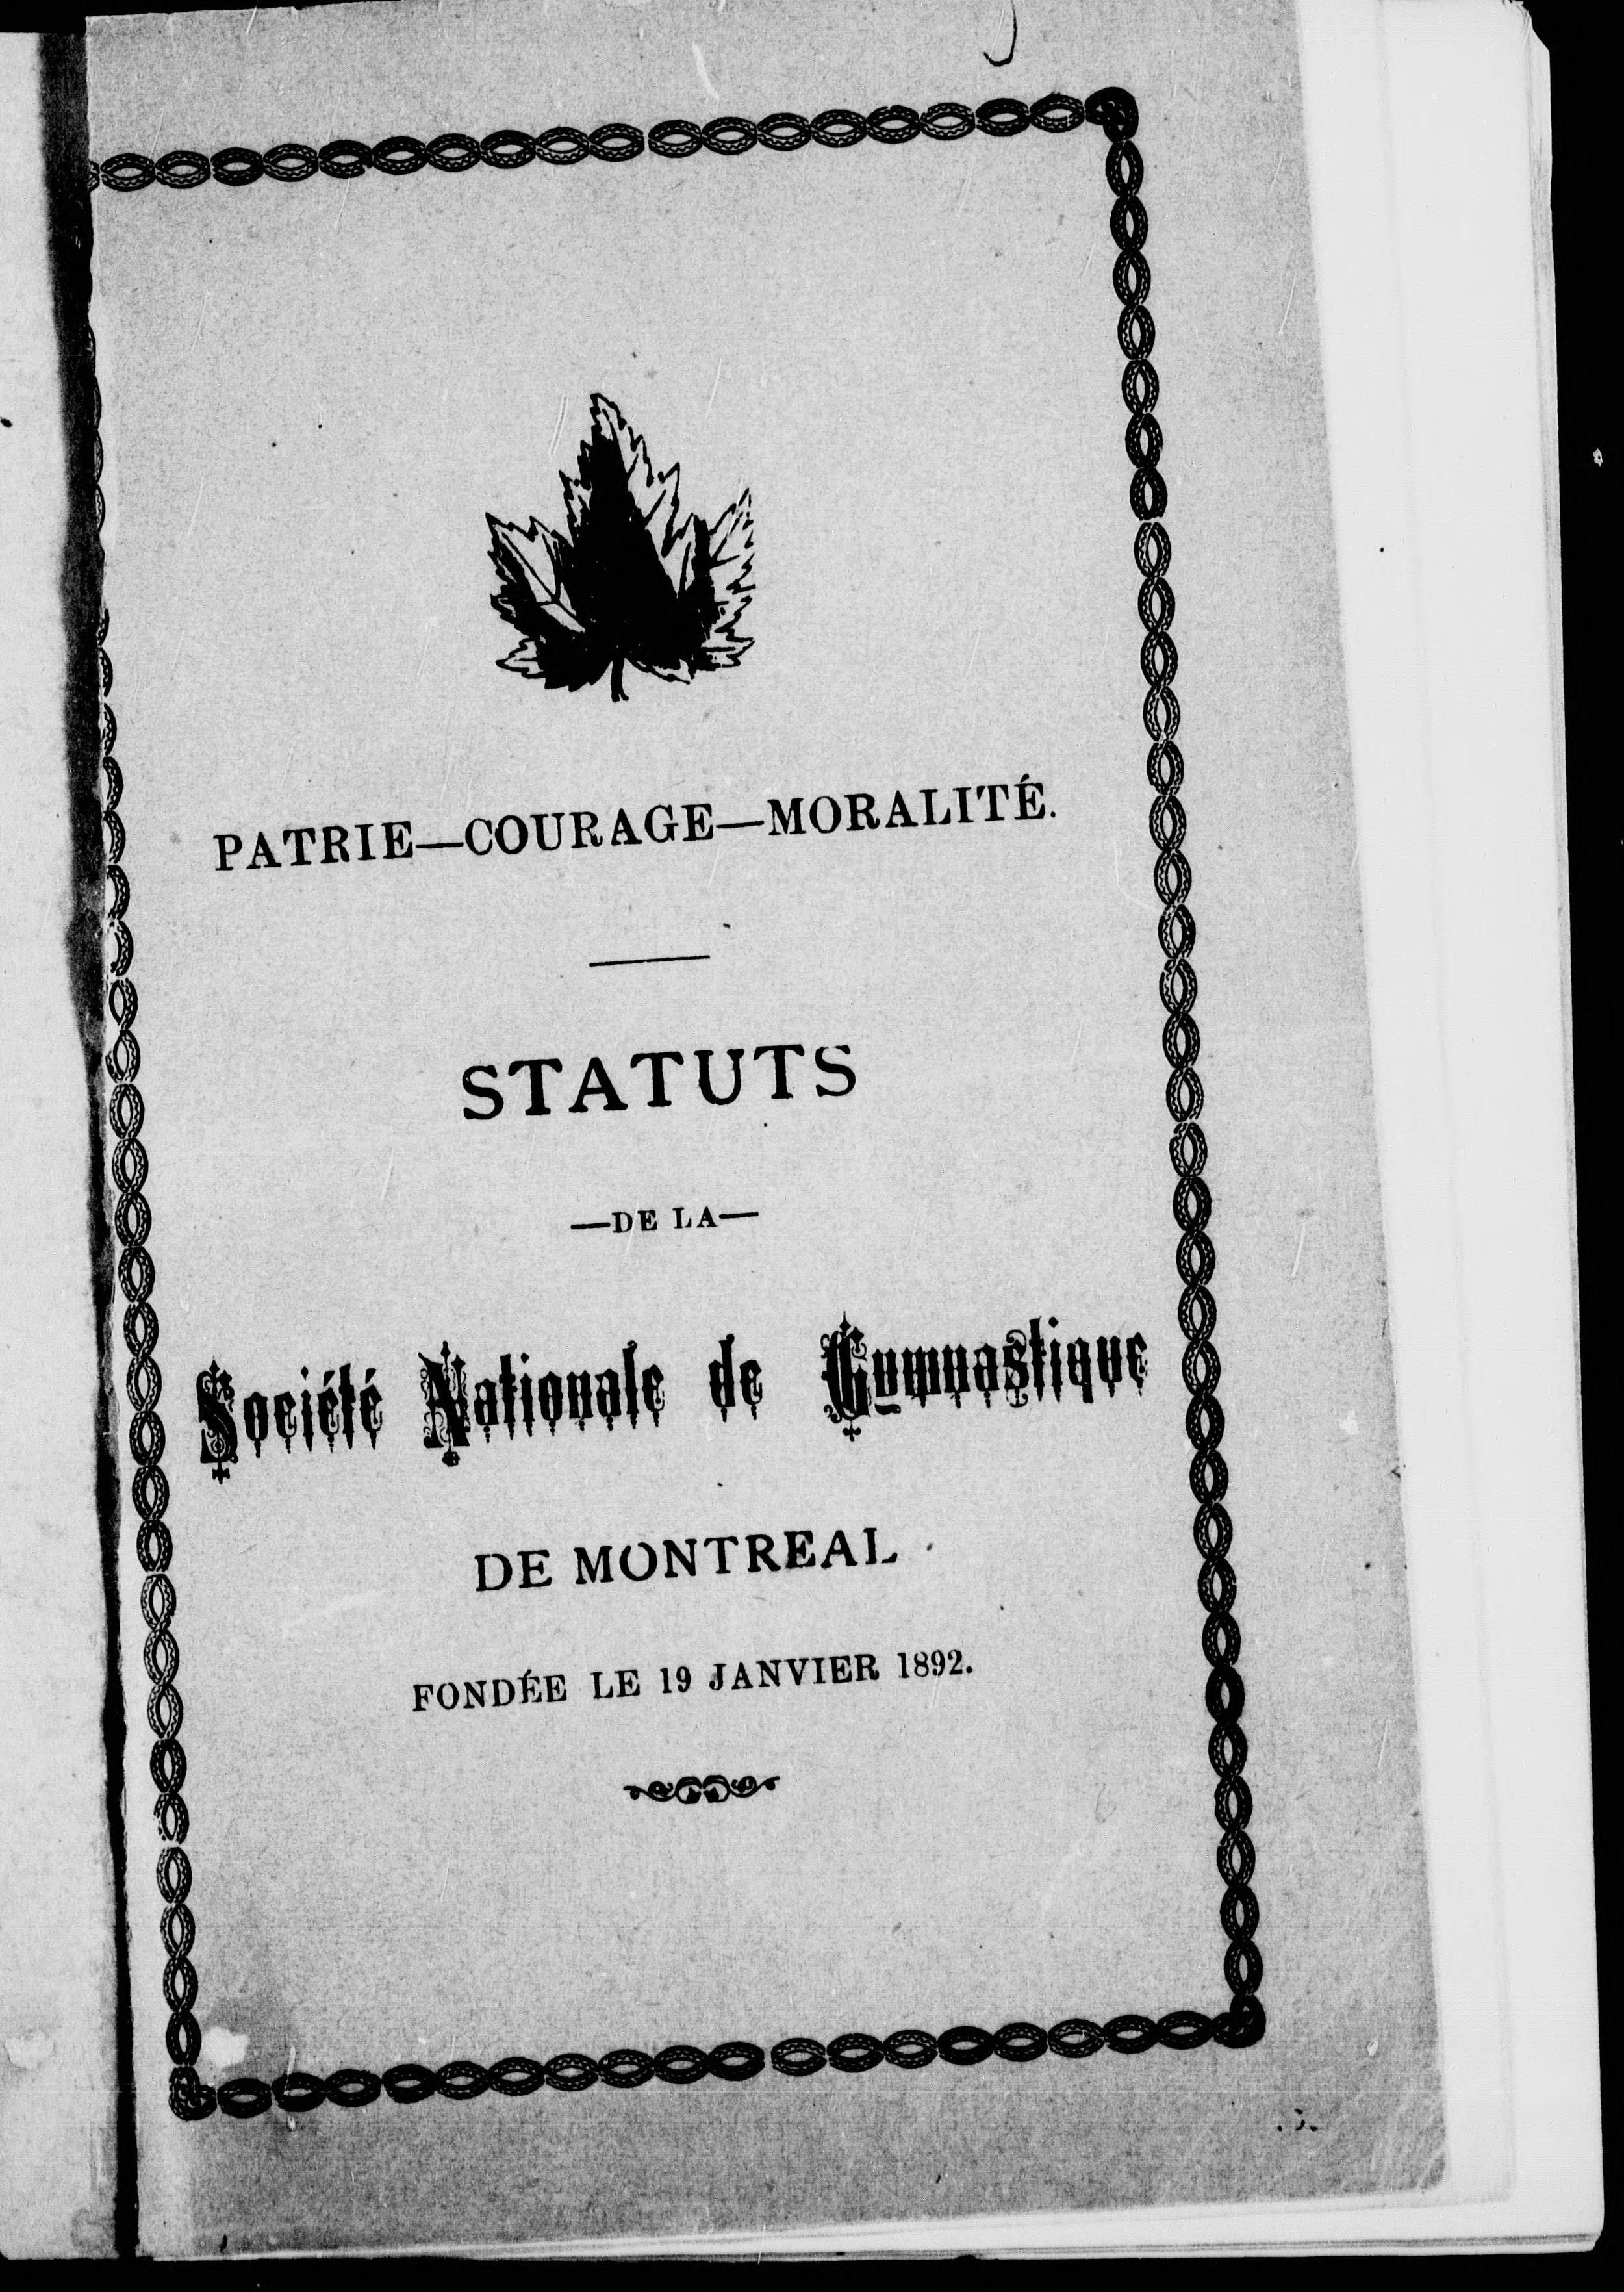 PATRIE—COURAGE—MORALITÉ.
STATUTS
—DE LA—
Société Nationale de Gymnastique
DE MONTREAL
FONDÉE LE 19 JANVIER 1892.